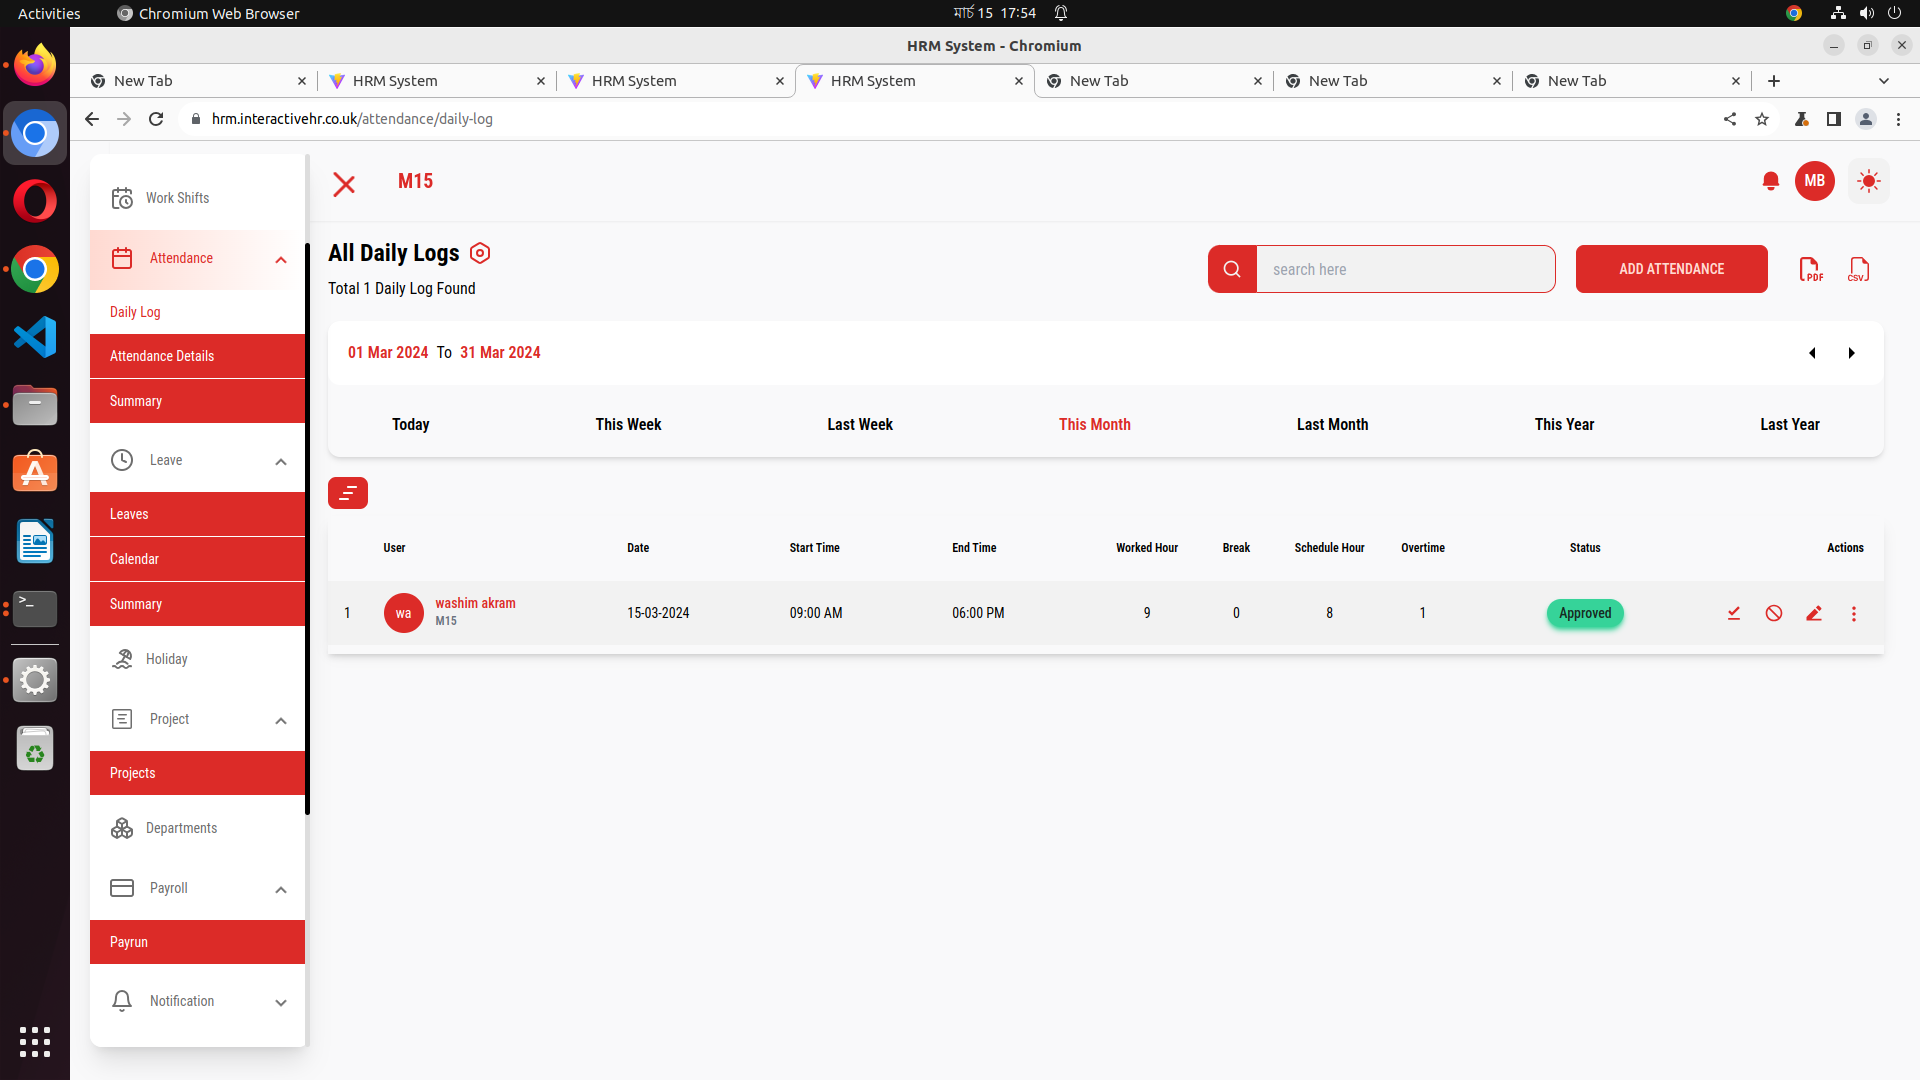 Activities
Chromium Web Browser
মার্চ 15 17:54
HRM System - Chromium
New Tab
HRM System
HRM System
HRM System
New Tab
New Tab
New Tab
hrm.interactivehr.co.uk/attendance/daily-log
Work Shifts
Attendance
Daily Log
Attendance Details
Summary
Leave
Leaves
Calendar
Summary
Holiday
Project
Projects
Departments
Payroll
Payrun
Notification
M15
MB
All Daily Logs
Total 1 Daily Log Found
search here
ADD ATTENDANCE
PDF
CSV
01 Mar 2024 To 31 Mar 2024
Today This Week Last Week This Month Last Month This Year Last Year
User Date Start Time End Time Worked Hour Break Schedule Hour Overtime Status Actions
1 wa washim akram 15-03-2024 09:00 AM 06:00 PM 9 0 8 1 Approved
M15